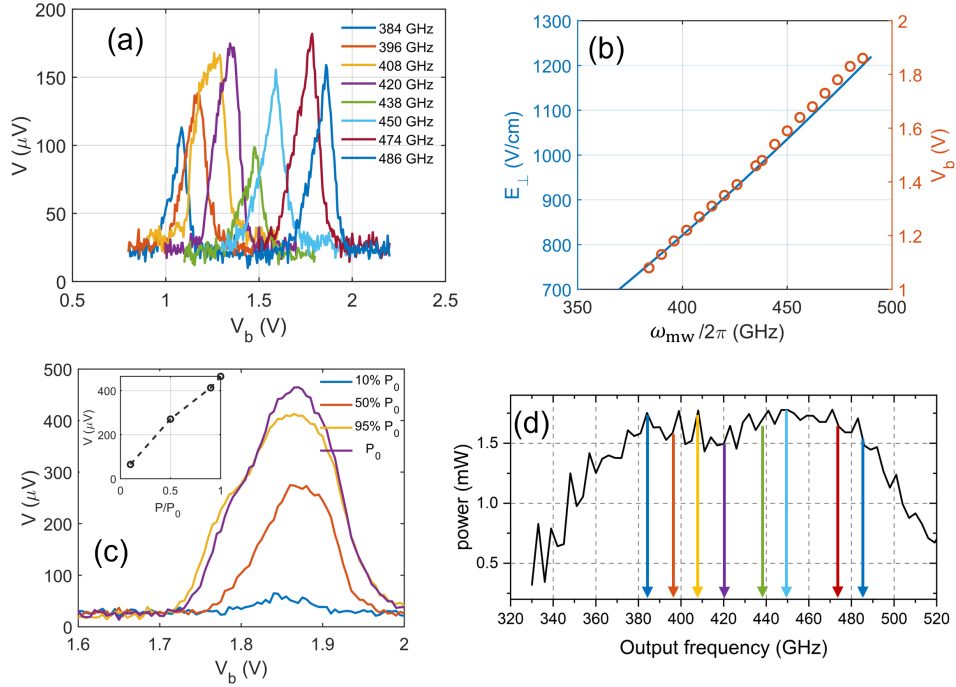 (a)
200
150
100
50
0
V (μV)
0.5 1 1.5 2 2.5
V_b (V)
384 GHz
396 GHz
408 GHz
420 GHz
438 GHz
450 GHz
474 GHz
486 GHz
(b)
1300
1200
1100
1000
900
800
700
E_⊥ (V/cm)
2
1.8
1.6
1.4
1.2
1
V_b (V)
350 400 450 500
ω_mw/2π (GHz)
(c)
500
400
300
200
100
0
V (μV)
1.6 1.7 1.8 1.9 2
V_b (V)
10% P_0
50% P_0
95% P_0
P_0
400
200
0
V (μV)
0 0.5 1
P/P_0
(d)
1.5
1.0
0.5
power (mW)
320 340 360 380 400 420 440 460 480 500 520
Output frequency (GHz)